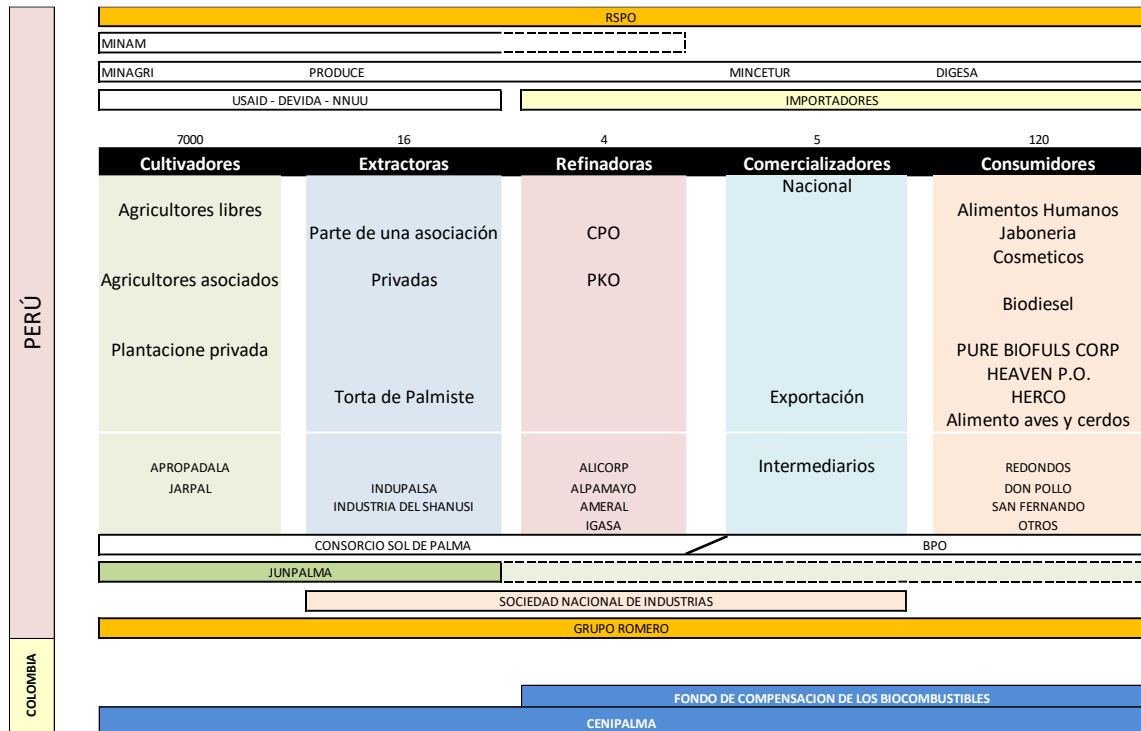 RSPO
MINAM
MINAGRI PRODUCE MINCETUR DIGESA
USAID - DEVIDA - NNUU IMPORTADORES
7000 16 4 5 120
Cultivadores Extractoras Refinadoras Comercializadores Consumidores
Nacional
Agricultores libres Alimentos Humanos
Parte de una asociación CPO Jaboneria
Cosmeticos
Agricultores asociados Privadas PKO
Biodiesel
Plantacione privada PURE BIOFULS CORP
HEAVEN P.O.
Torta de Palmiste Exportación HERCO
Alimento aves y cerdos
APROPADALA ALICORP Intermediarios REDONDOS
JARPAL INDUPALSA ALPAMAYO DON POLLO
INDUSTRIA DEL SHANUSI AMERAL SAN FERNANDO
IGASA OTROS
CONSORCIO SOL DE PALMA BPO
JUNPALMA
SOCIEDAD NACIONAL DE INDUSTRIAS
GRUPO ROMERO
PERÚ
FONDO DE COMPENSACION DE LOS BIOCOMBUSTIBLES
CENIPALMA
COLOMBIA